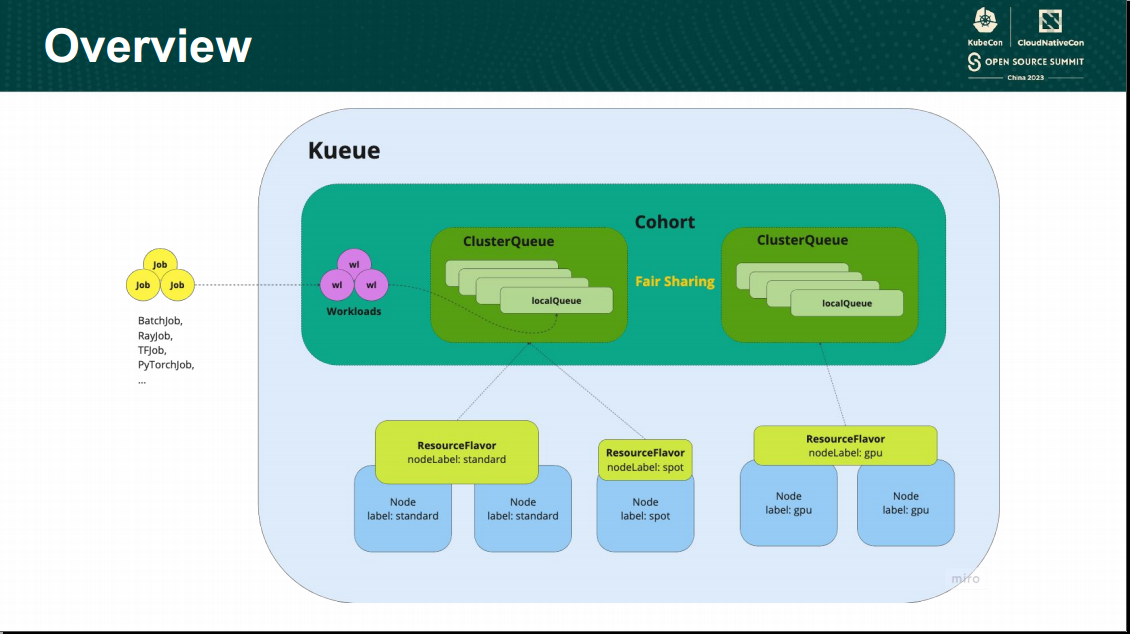 Overview
KubeCon
CloudNativeCon
OPEN SOURCE SUMMIT
China 2023
Kueue
Cohort
ClusterQueue
ClusterQueue
Job
Job
Job
wl
wl
wl
Fair Sharing
localQueue
localQueue
Workloads
BatchJob,
RayJob,
TFJob,
PyTorchJob,
...
ResourceFlavor
nodeLabel: standard
ResourceFlavor
nodeLabel: spot
ResourceFlavor
nodeLabel: gpu
Node
label: standard
Node
label: standard
Node
label: spot
Node
label: gpu
Node
label: gpu
miro